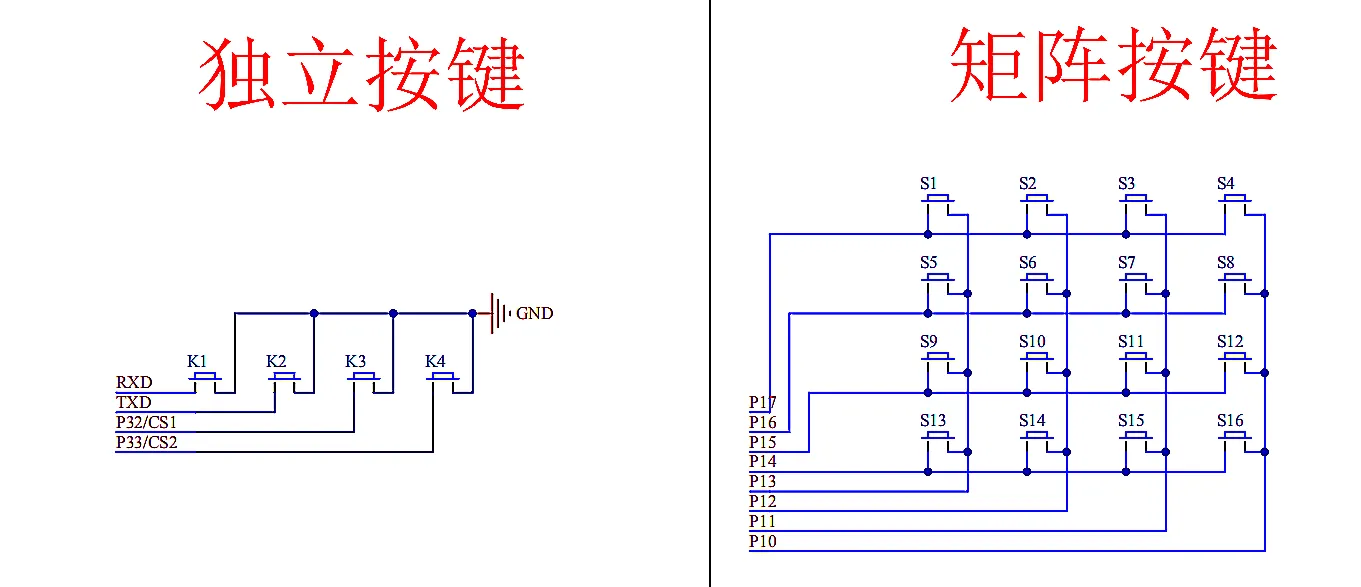 独立按键
GND
K1 K2 K3 K4
RXD
TXD
P32/CS1
P33/CS2
矩阵按键
S1 S2 S3 S4
S5 S6 S7 S8
S9 S10 S11 S12
S13 S14 S15 S16
P17
P16
P15
P14
P13
P12
P11
P10